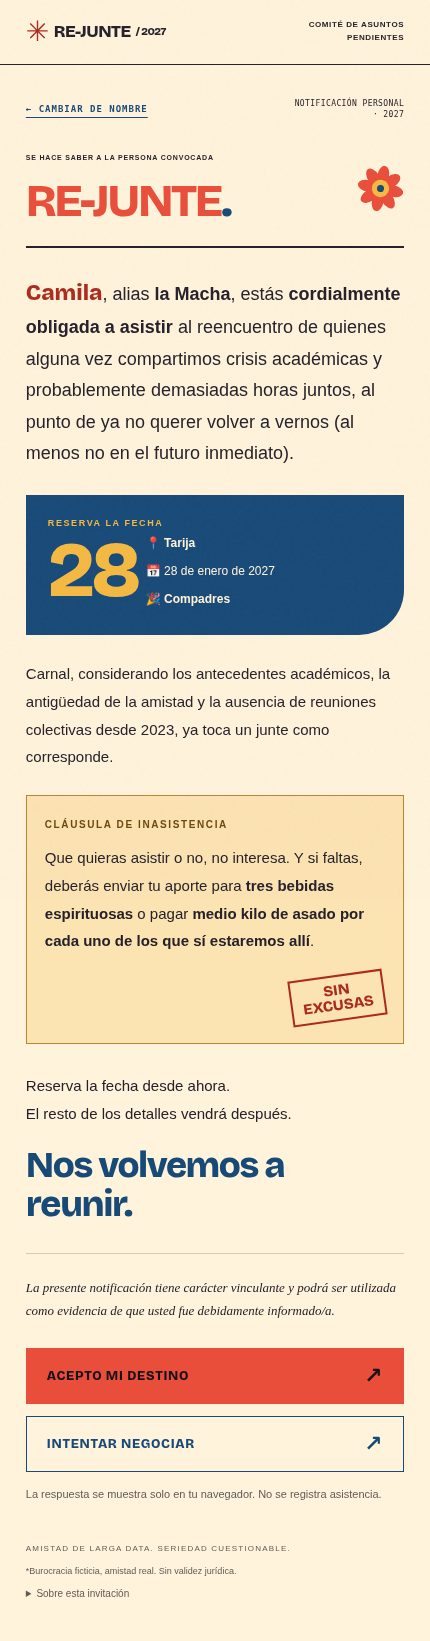 RE-JUNTE / 2027
COMITÉ DE ASUNTOS
PENDIENTES
← CAMBIAR DE NOMBRE
NOTIFICACIÓN PERSONAL
· 2027
SE HACE SABER A LA PERSONA CONVOCADA
RE-JUNTE.
Camila, alias la Macha, estás cordialmente
obligada a asistir al reencuentro de quienes
alguna vez compartimos crisis académicas y
probablemente demasiadas horas juntos, al
punto de ya no querer volver a vernos (al
menos no en el futuro inmediato).
RESERVA LA FECHA
28
📍 Tarija
📅 28 de enero de 2027
🎉 Compadres
Carnal, considerando los antecedentes académicos, la
antigüedad de la amistad y la ausencia de reuniones
colectivas desde 2023, ya toca un junte como
corresponde.
CLÁUSULA DE INASISTENCIA
Que quieras asistir o no, no interesa. Y si faltas,
deberás enviar tu aporte para tres bebidas
espirituosas o pagar medio kilo de asado por
cada uno de los que sí estaremos allí.
SIN
EXCUSAS
Reserva la fecha desde ahora.
El resto de los detalles vendrá después.
Nos volvemos a
reunir.
La presente notificación tiene carácter vinculante y podrá ser utilizada
como evidencia de que usted fue debidamente informado/a.
ACEPTO MI DESTINO ↗
INTENTAR NEGOCIAR ↗
La respuesta se muestra solo en tu navegador. No se registra asistencia.
AMISTAD DE LARGA DATA. SERIEDAD CUESTIONABLE.
*Burocracia ficticia, amistad real. Sin validez jurídica.
▶ Sobre esta invitación